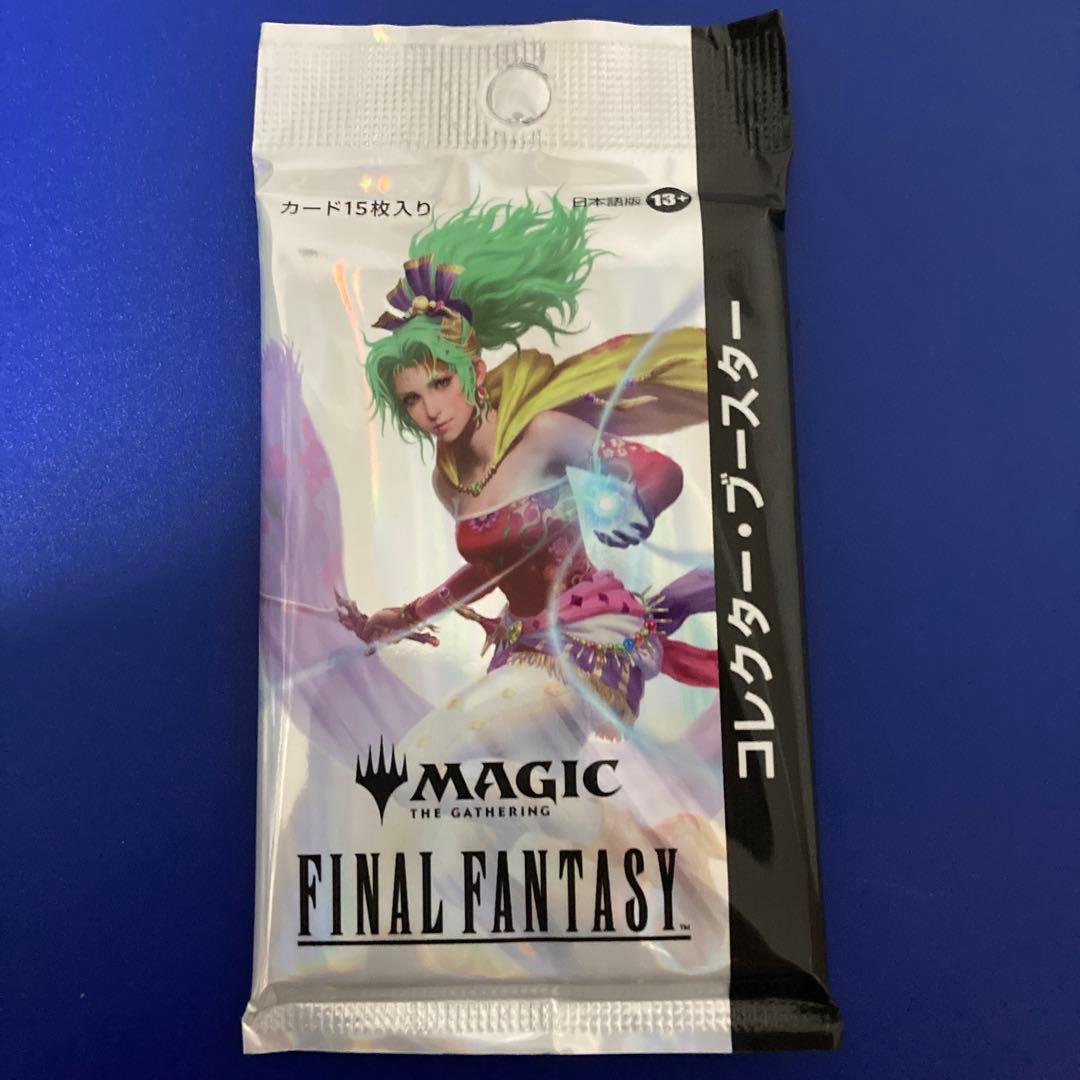 カード15枚入り
日本語版 13+
コレクター・ブースター
MAGIC
THE GATHERING
FINAL FANTASY™